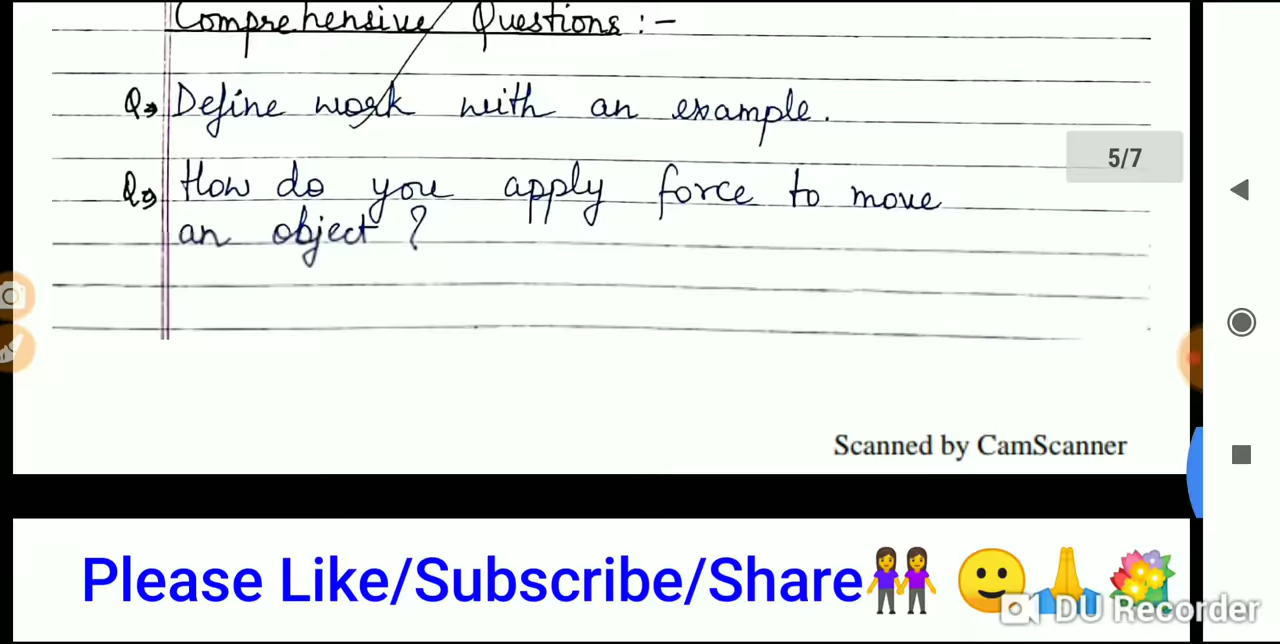 Comprehensive Questions :-
Q→ Define work with an example.
5/7
Q→ How do you apply force to move
an object ?
Scanned by CamScanner
Please Like/Subscribe/Share👭 🙂🙏💐
DU Recorder